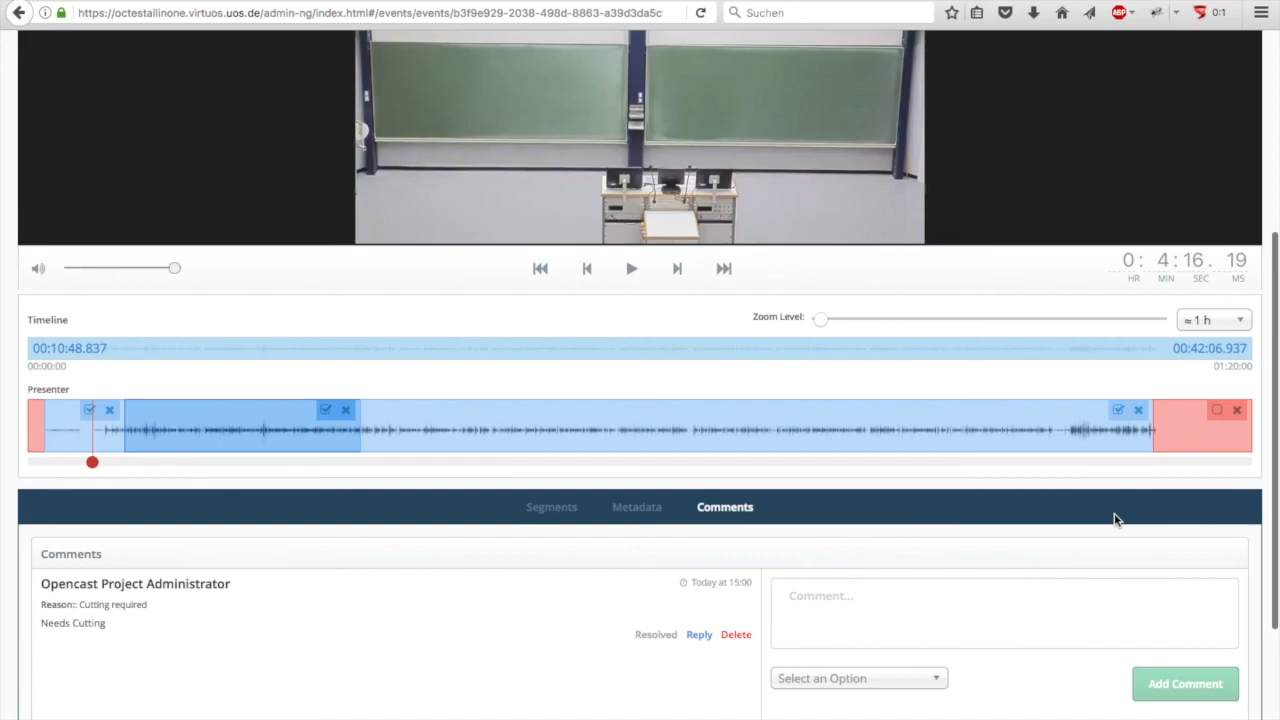 https://octestallinone.virtuos.uos.de/admin-ng/index.html#/events/events/b3f9e929-2038-498d-8863-a39d3da5c
Suchen
ABP
0:1
0: 4: 16. 19
HR MIN SEC MS
Timeline
Zoom Level:
≈ 1 h
00:10:48.837
00:42:06.937
00:00:00
01:20:00
Presenter
Segments Metadata Comments
Comments
Opencast Project Administrator
Today at 15:00
Reason:: Cutting required
Needs Cutting
Resolved Reply Delete
Comment...
Select an Option
Add Comment